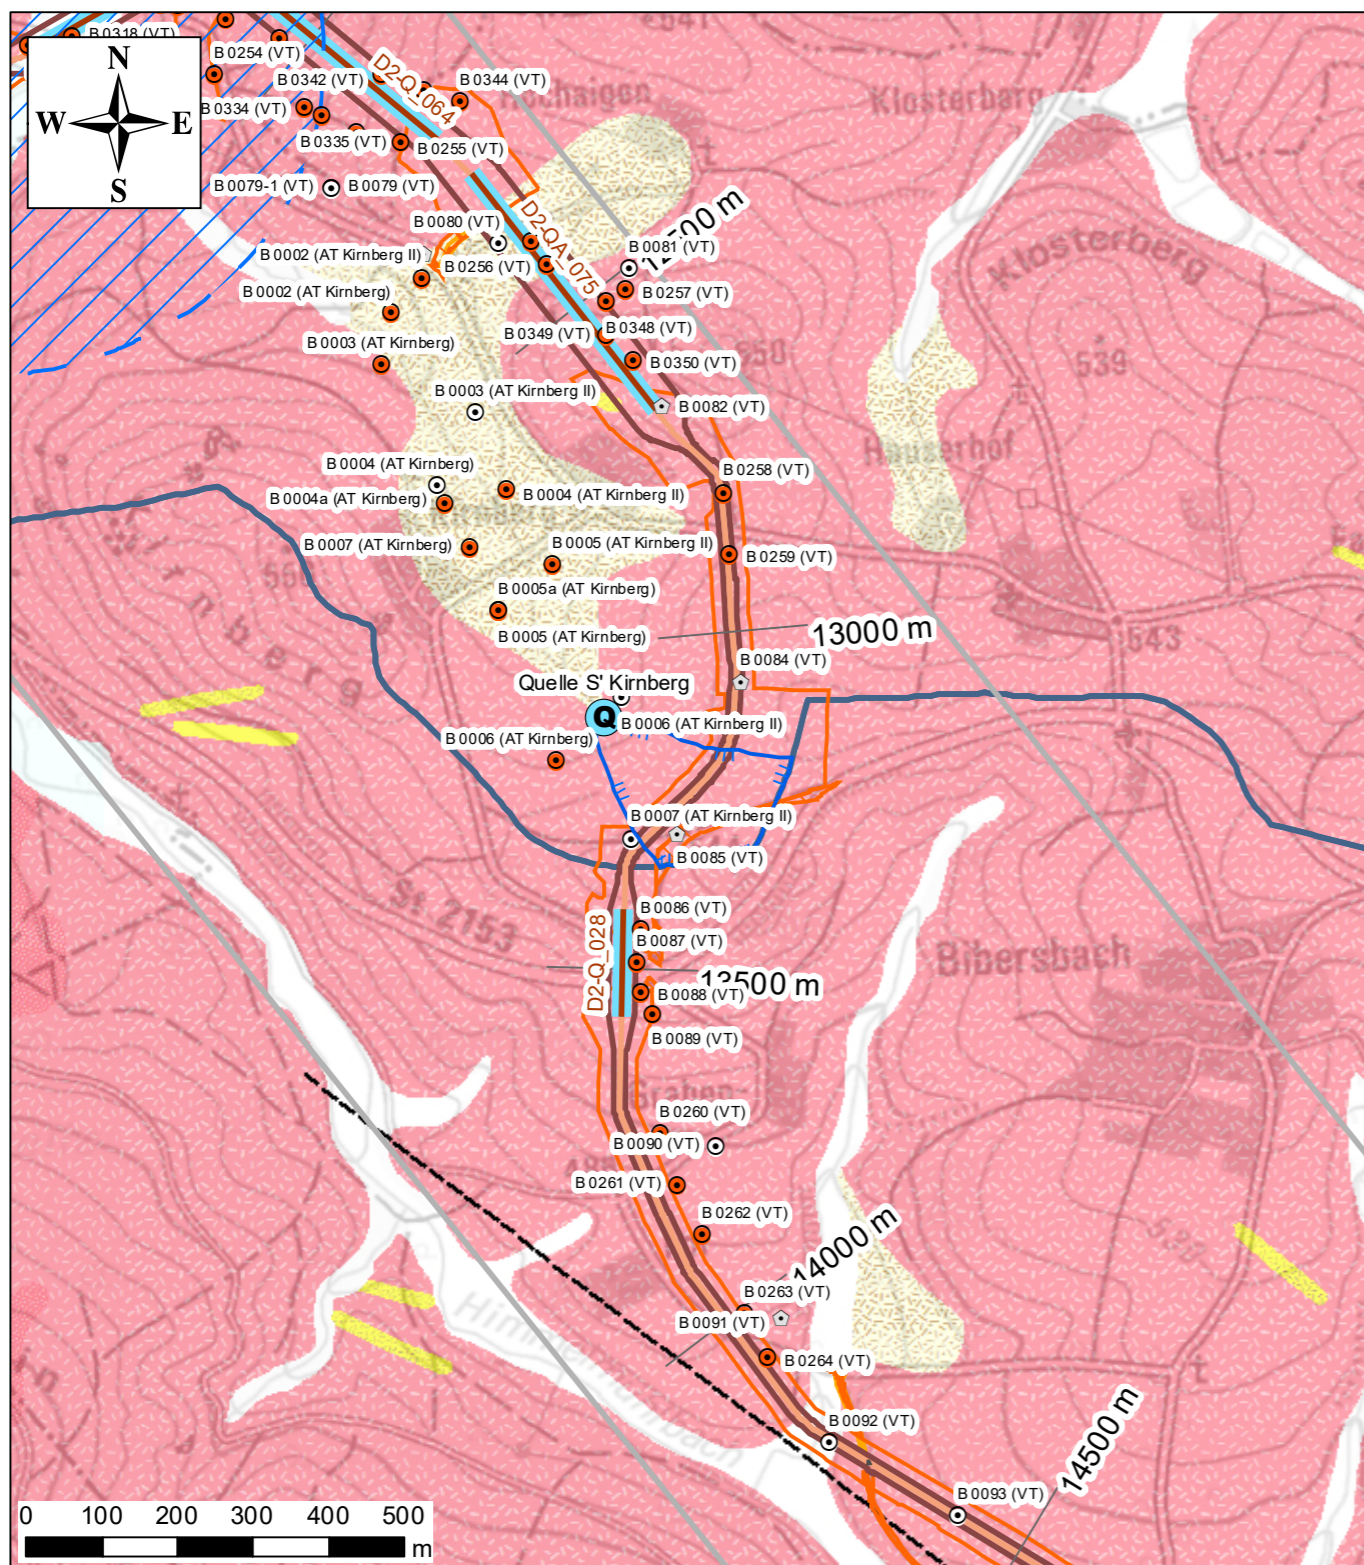 B 0318 (VT)
N
W
E
S
B 0254 (VT)
D2-Q_064
B 0342 (VT)
B 0344 (VT)
Klosterberg
B 0334 (VT)
B 0335 (VT)
B 0255 (VT)
B 0079-1 (VT)
B 0079 (VT)
B 0080 (VT)
D2-QA_075
B 0081 (VT)
B 0002 (AT Kirnberg II)
B 0256 (VT)
Klosterberg
B 0002 (AT Kirnberg)
B 0257 (VT)
B 0349 (VT)
B 0348 (VT)
B 0003 (AT Kirnberg)
B 0350 (VT)
550
539
B 0003 (AT Kirnberg II)
B 0082 (VT)
B 0004 (AT Kirnberg)
B 0258 (VT)
B 0004a (AT Kirnberg)
B 0004 (AT Kirnberg II)
B 0007 (AT Kirnberg)
B 0005 (AT Kirnberg II)
B 0259 (VT)
B 0005a (AT Kirnberg)
B 0005 (AT Kirnberg)
13000 m
543
B 0084 (VT)
Quelle S' Kirnberg
Q
B 0006 (AT Kirnberg II)
B 0006 (AT Kirnberg)
B 0007 (AT Kirnberg II)
B 0085 (VT)
St 2153
B 0086 (VT)
D2-Q_028
B 0087 (VT)
Bibersbach
13500 m
B 0088 (VT)
B 0089 (VT)
Graben
B 0260 (VT)
B 0090 (VT)
B 0261 (VT)
B 0262 (VT)
14000 m
B 0263 (VT)
B 0091 (VT)
B 0264 (VT)
B 0092 (VT)
14500 m
B 0093 (VT)
0 100 200 300 400 500
m